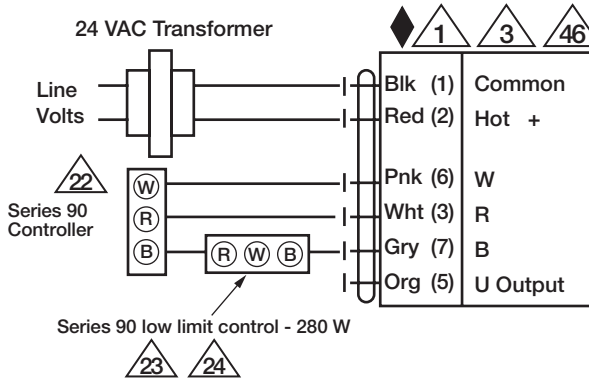 24 VAC Transformer
1 3 46
Line
Volts
Blk (1) Common
Red (2) Hot +
22
Series 90
Controller
W
R
B
R W B
Pnk (6) W
Wht (3) R
Gry (7) B
Org (5) U Output
Series 90 low limit control - 280 W
23 24